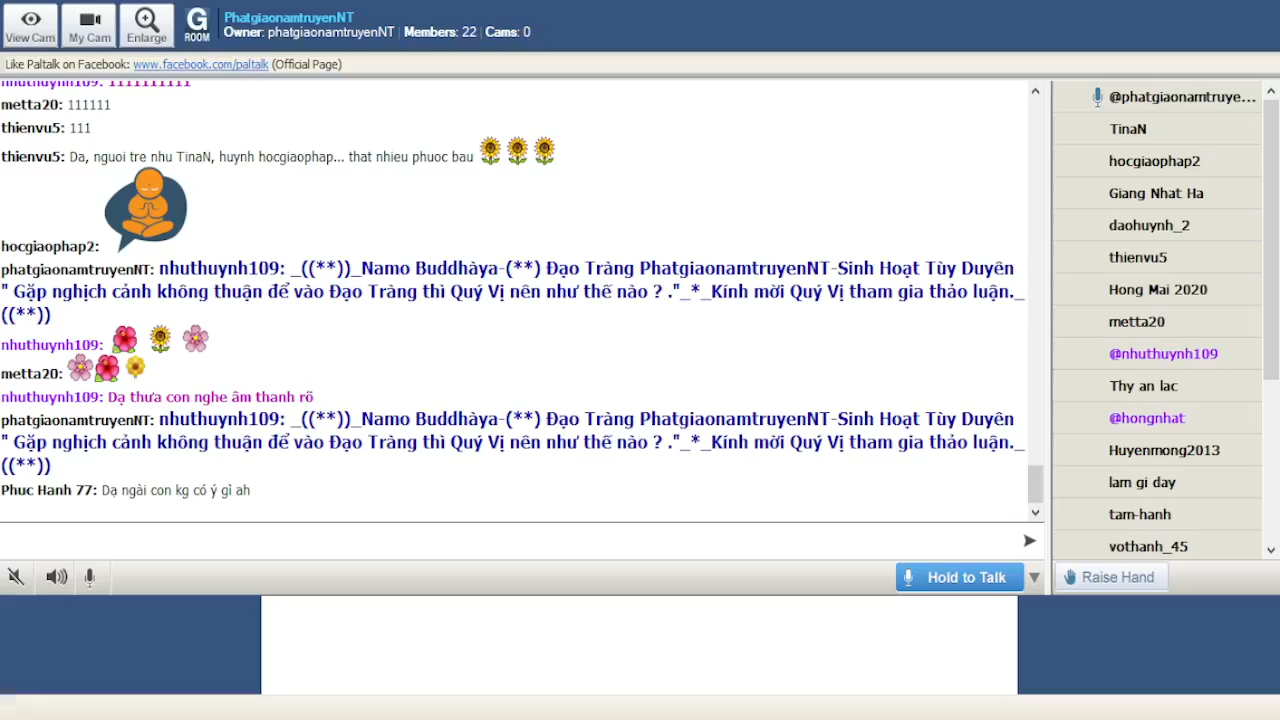 PhatgiaonamtruyenNT
Owner: phatgiaonamtruyenNT | Members: 22 | Cams: 0
View Cam
My Cam
Enlarge
G
ROOM
Like Paltalk on Facebook: www.facebook.com/paltalk (Official Page)
nhuthuynh109: 1111111111
metta20: 111111
thienvu5: 111
thienvu5: Da, nguoi tre nhu TinaN, huynh hocgiaophap... that nhieu phuoc bau
hocgiaophap2:
phatgiaonamtruyenNT: nhuthuynh109: _((**))_Namo Buddhàya-(**) Đạo Tràng PhatgiaonamtruyenNT-Sinh Hoạt Tùy Duyên
" Gặp nghịch cảnh không thuận để vào Đạo Tràng thì Quý Vị nên như thế nào ? ."_*_Kính mời Quý Vị tham gia thảo luận._
((**))
nhuthuynh109:
metta20:
nhuthuynh109: Dạ thưa con nghe âm thanh rõ
phatgiaonamtruyenNT: nhuthuynh109: _((**))_Namo Buddhàya-(**) Đạo Tràng PhatgiaonamtruyenNT-Sinh Hoạt Tùy Duyên
" Gặp nghịch cảnh không thuận để vào Đạo Tràng thì Quý Vị nên như thế nào ? ."_*_Kính mời Quý Vị tham gia thảo luận._
((**))
Phuc Hanh 77: Dạ ngài con kg có ý gì ah
@phatgiaonamtruye...
TinaN
hocgiaophap2
Giang Nhat Ha
daohuynh_2
thienvu5
Hong Mai 2020
metta20
@nhuthuynh109
Thy an lac
@hongnhat
Huyenmong2013
lam gi day
tam-hanh
vothanh_45
Hold to Talk
Raise Hand